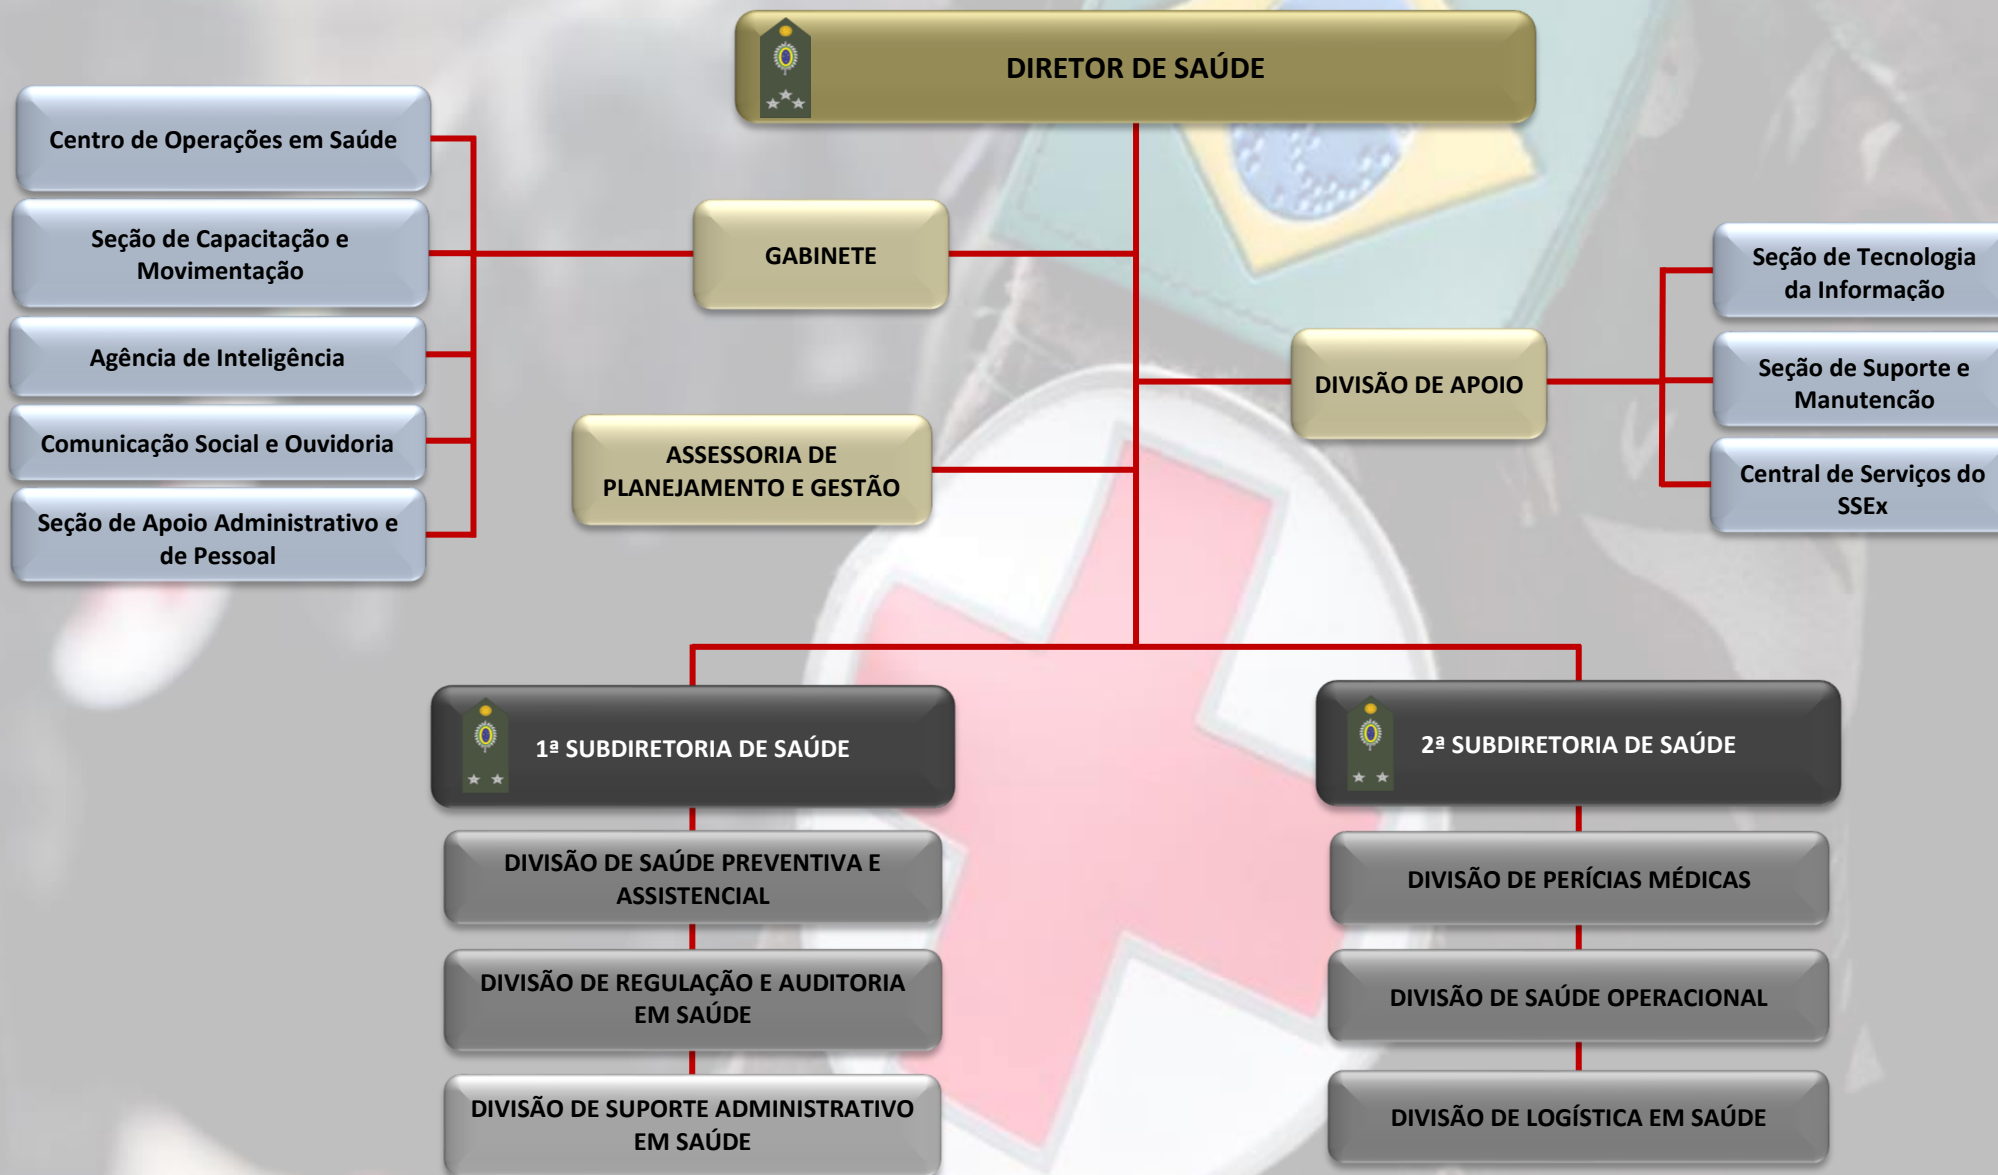 DIRETOR DE SAÚDE
Centro de Operações em Saúde
Seção de Capacitação e
Movimentação
Agência de Inteligência
Comunicação Social e Ouvidoria
Seção de Apoio Administrativo e
de Pessoal
GABINETE
ASSESSORIA DE
PLANEJAMENTO E GESTÃO
DIVISÃO DE APOIO
Seção de Tecnologia
da Informação
Seção de Suporte e
Manutencão
Central de Serviços do
SSEx
1ª SUBDIRETORIA DE SAÚDE
DIVISÃO DE SAÚDE PREVENTIVA E
ASSISTENCIAL
DIVISÃO DE REGULAÇÃO E AUDITORIA
EM SAÚDE
DIVISÃO DE SUPORTE ADMINISTRATIVO
EM SAÚDE
2ª SUBDIRETORIA DE SAÚDE
DIVISÃO DE PERÍCIAS MÉDICAS
DIVISÃO DE SAÚDE OPERACIONAL
DIVISÃO DE LOGÍSTICA EM SAÚDE